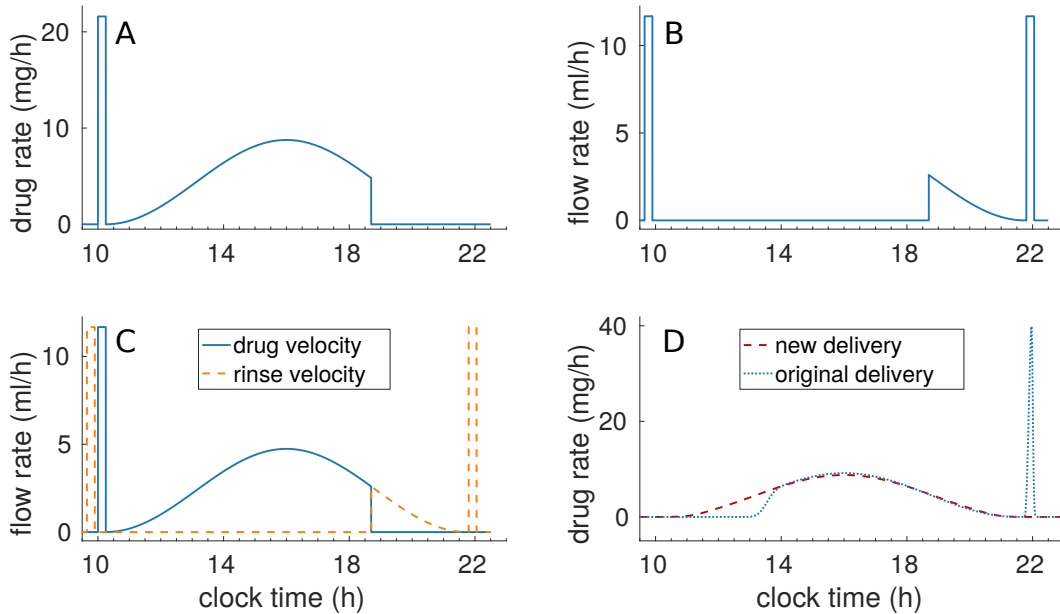 A
drug rate (mg/h)
20
10
0
10 14 18 22
B
flow rate (ml/h)
10
5
0
10 14 18 22
C
drug velocity
rinse velocity
flow rate (ml/h)
10
5
0
10 14 18 22
clock time (h)
D
new delivery
original delivery
drug rate (mg/h)
40
20
0
10 14 18 22
clock time (h)